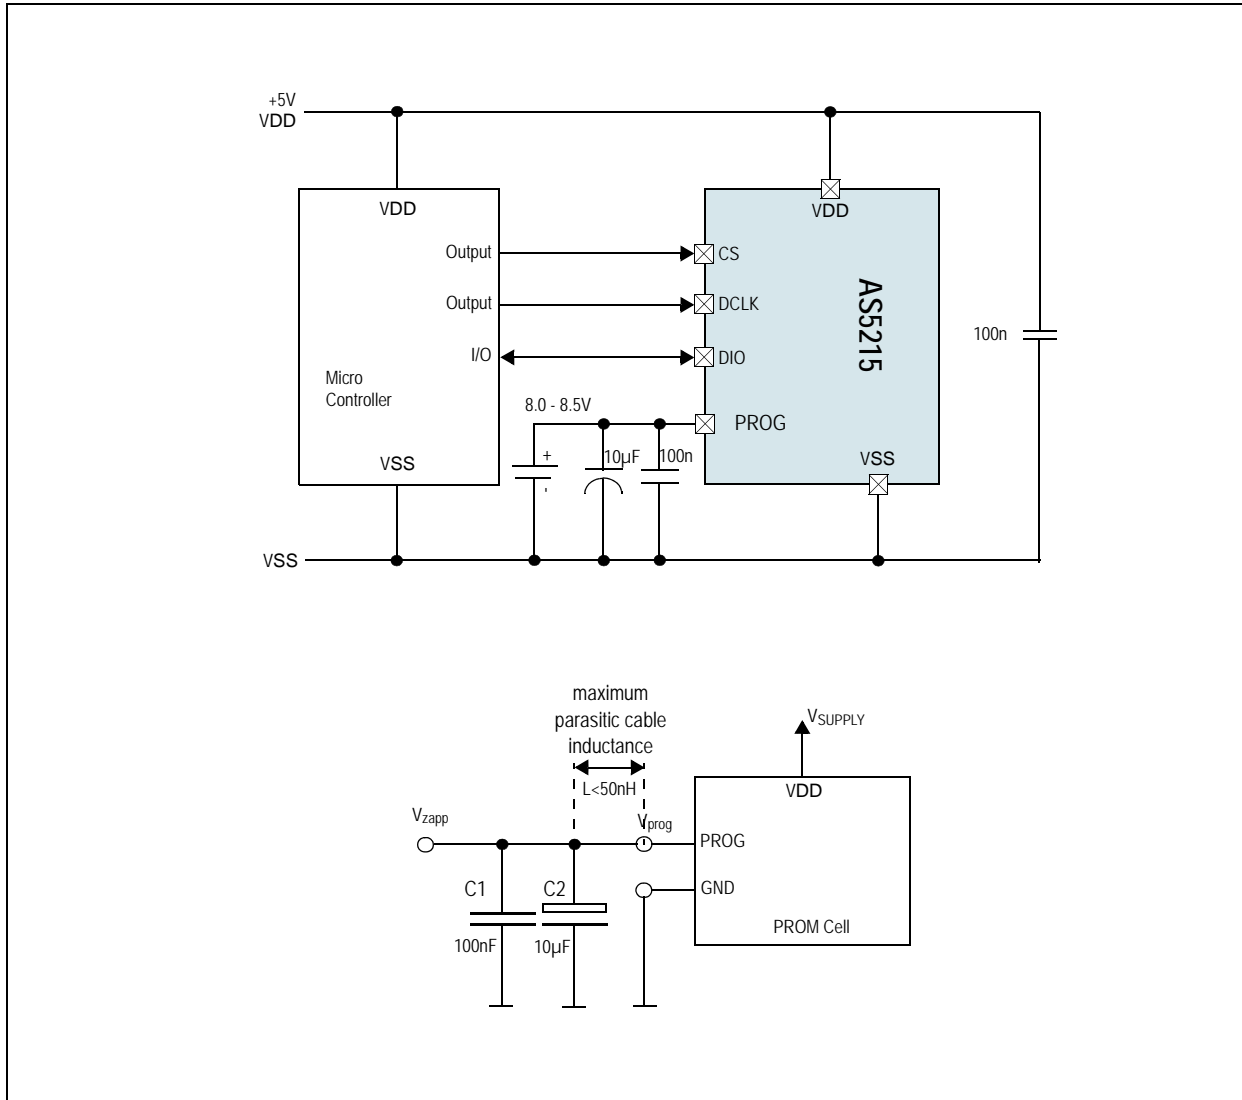 +5V
VDD
VDD
VDD
Output
CS
Output
DCLK
I/O
DIO
AS5215
100n
Micro
Controller
8.0 - 8.5V
PROG
+
10µF
100n
-
VSS
VSS
VSS
maximum
parasitic cable
inductance
L<50nH
VSUPPLY
VDD
Vzapp
Vprog
PROG
C1
C2
GND
100nF
10µF
PROM Cell